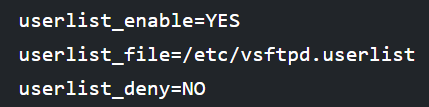 userlist_enable=YES
userlist_file=/etc/vsftpd.userlist
userlist_deny=NO